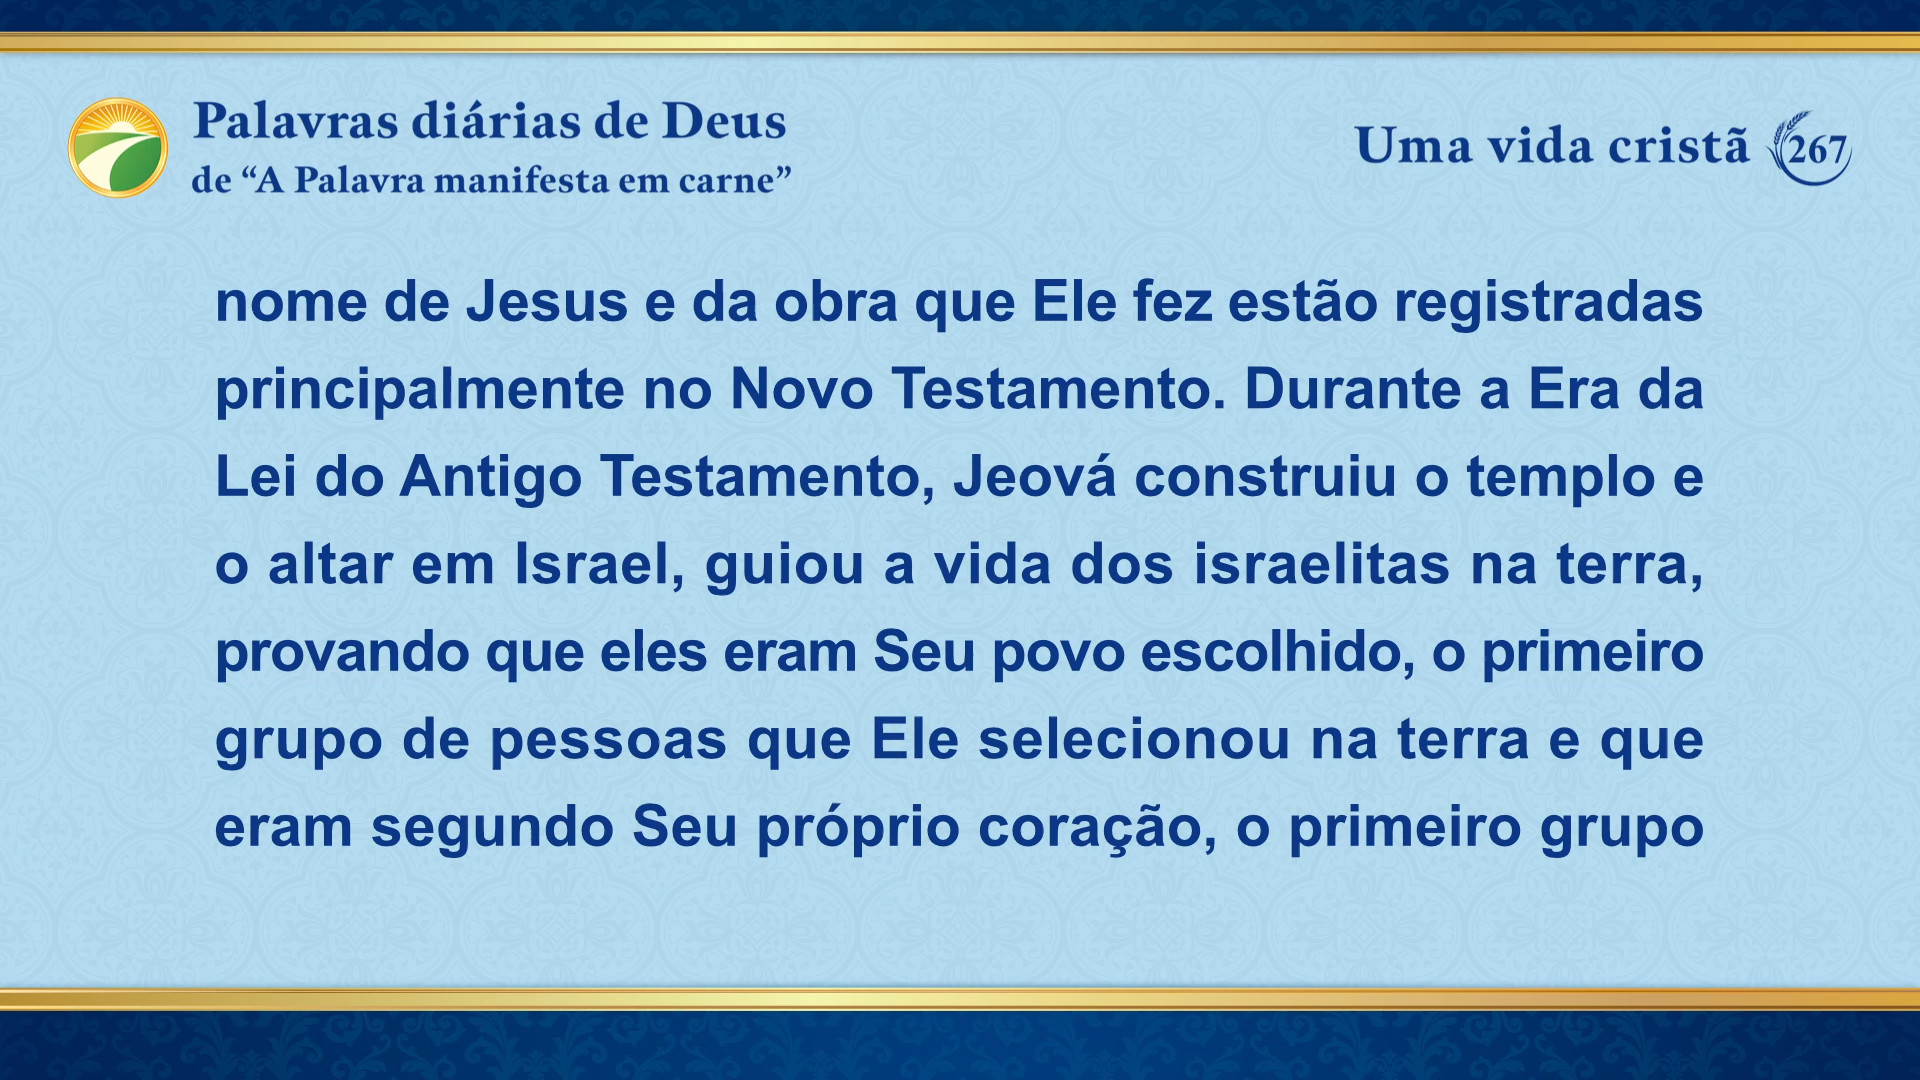 Palavras diárias de Deus
de “A Palavra manifesta em carne”
Uma vida cristã 267
nome de Jesus e da obra que Ele fez estão registradas
principalmente no Novo Testamento. Durante a Era da
Lei do Antigo Testamento, Jeová construiu o templo e
o altar em Israel, guiou a vida dos israelitas na terra,
provando que eles eram Seu povo escolhido, o primeiro
grupo de pessoas que Ele selecionou na terra e que
eram segundo Seu próprio coração, o primeiro grupo